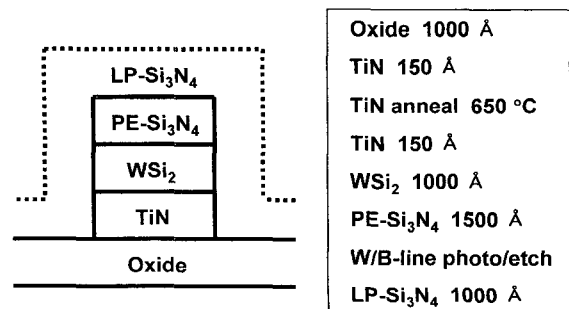 LP-Si₃N₄
PE-Si₃N₄
WSi₂
TiN
Oxide
Oxide 1000 Å
TiN 150 Å
TiN anneal 650 °C
TiN 150 Å
WSi₂ 1000 Å
PE-Si₃N₄ 1500 Å
W/B-line photo/etch
LP-Si₃N₄ 1000 Å